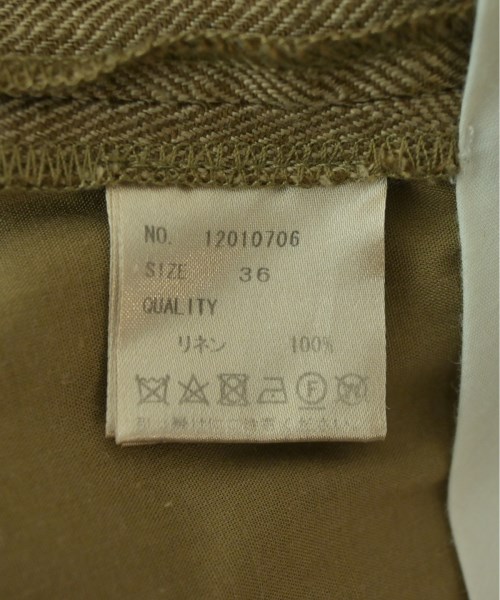 NO. 12010706
SIZE 36
QUALITY
リネン 100%
F W